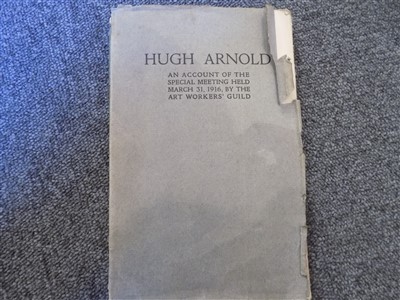 HUGH ARNOLD
AN ACCOUNT OF THE
SPECIAL MEETING HELD
MARCH 31, 1916, BY THE
ART WORKERS' GUILD